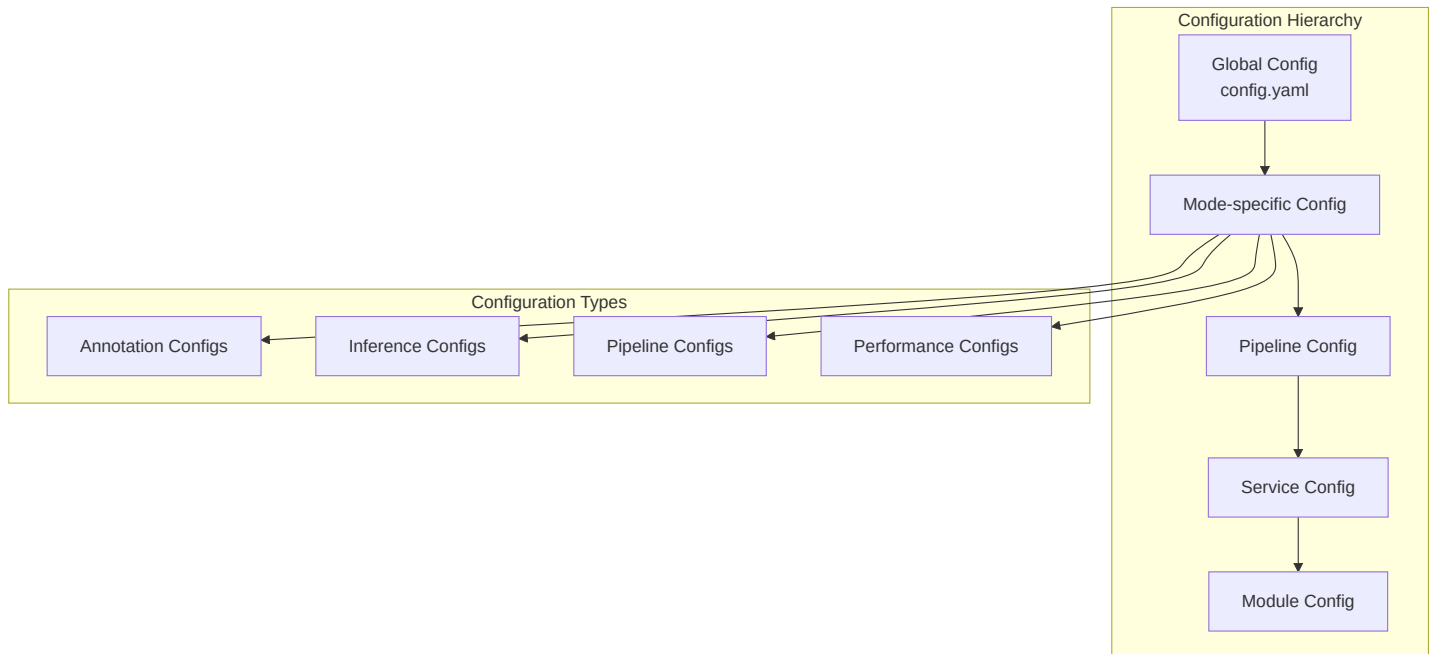 Configuration Hierarchy
Global Config
config.yaml
Mode-specific Config
Configuration Types
Annotation Configs
Inference Configs
Pipeline Configs
Performance Configs
Pipeline Config
Service Config
Module Config